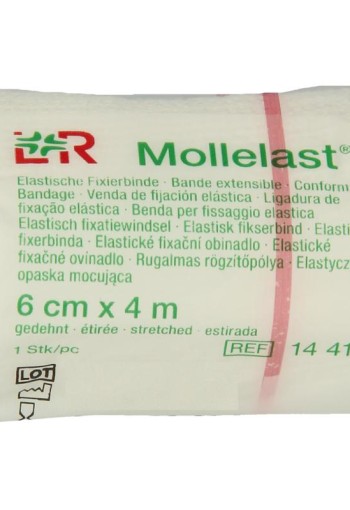 L&R Mollelast®
Elastische Fixierbinde · Bande extensible · Conform
Bandage · Venda de fijación elástica · Ligadura de
fixação elástica · Benda per fissaggio elastica
Elastisch fixatiewindsel · Elastisk fikserbind · Elasti
fixerbinda · Elastické fixační obinadlo · Elastické
fixačné ovinadlo · Rugalmas rögzítőpólya · Elastycz
opaska mocująca
6 cm x 4 m
gedehnt · étirée · stretched · estirada
1 Stk/pc
REF 14 41
LOT